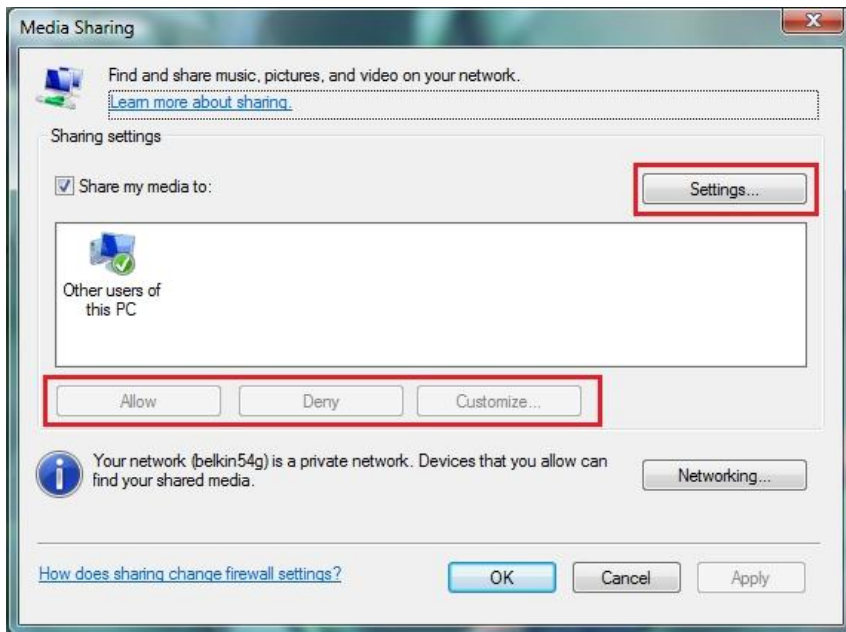 Media Sharing
Find and share music, pictures, and video on your network.
Learn more about sharing.
Sharing settings
Share my media to:
Settings...
Other users of
this PC
Allow
Deny
Customize...
Your network (belkin54g) is a private network. Devices that you allow can
find your shared media.
Networking...
How does sharing change firewall settings?
OK
Cancel
Apply